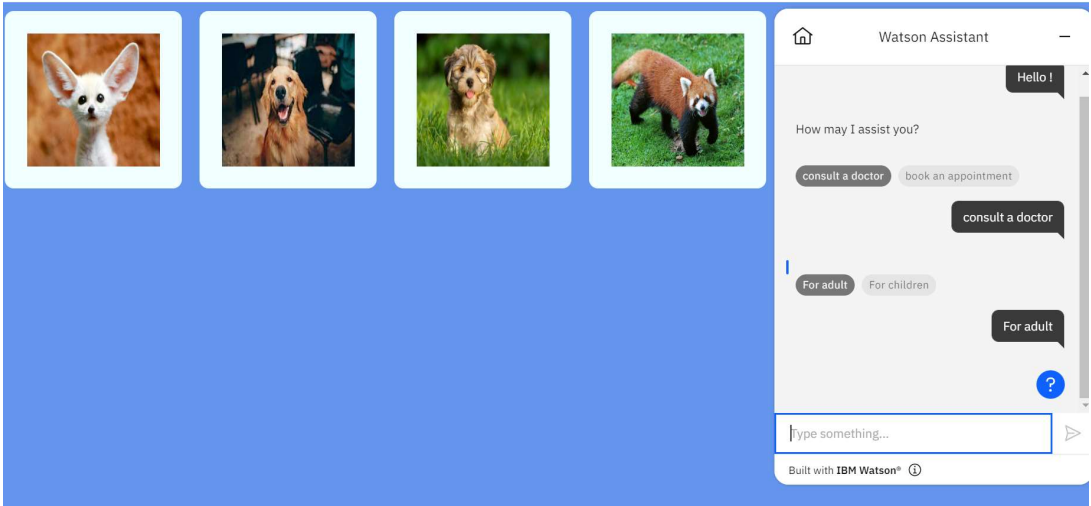 Watson Assistant
Hello !
How may I assist you?
consult a doctor book an appointment
consult a doctor
For adult For children
For adult
?
Type something...
Built with IBM Watson®